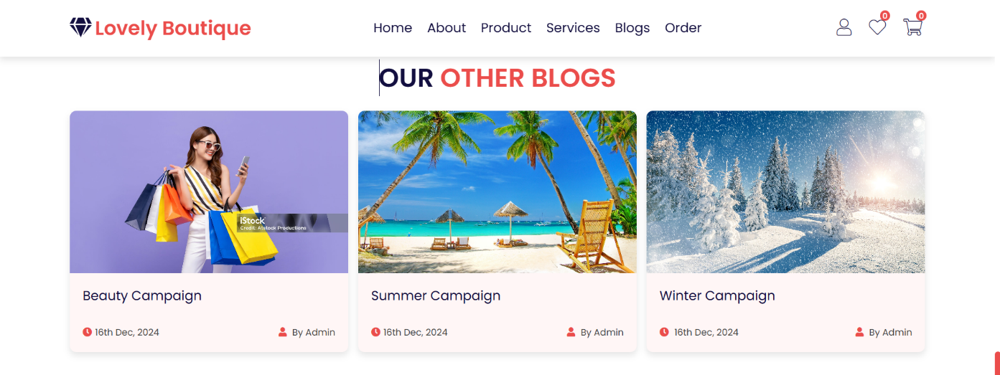 Lovely Boutique
Home About Product Services Blogs Order
0 0
OUR OTHER BLOGS
iStock
Credit: Atstock Productions
Beauty Campaign
16th Dec, 2024 By Admin
Summer Campaign
16th Dec, 2024 By Admin
Winter Campaign
16th Dec, 2024 By Admin